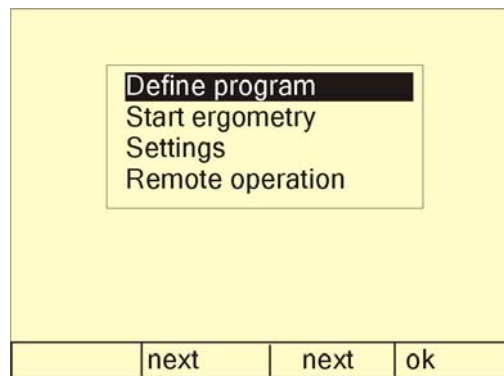 Define program
Start ergometry
Settings
Remote operation
next next ok